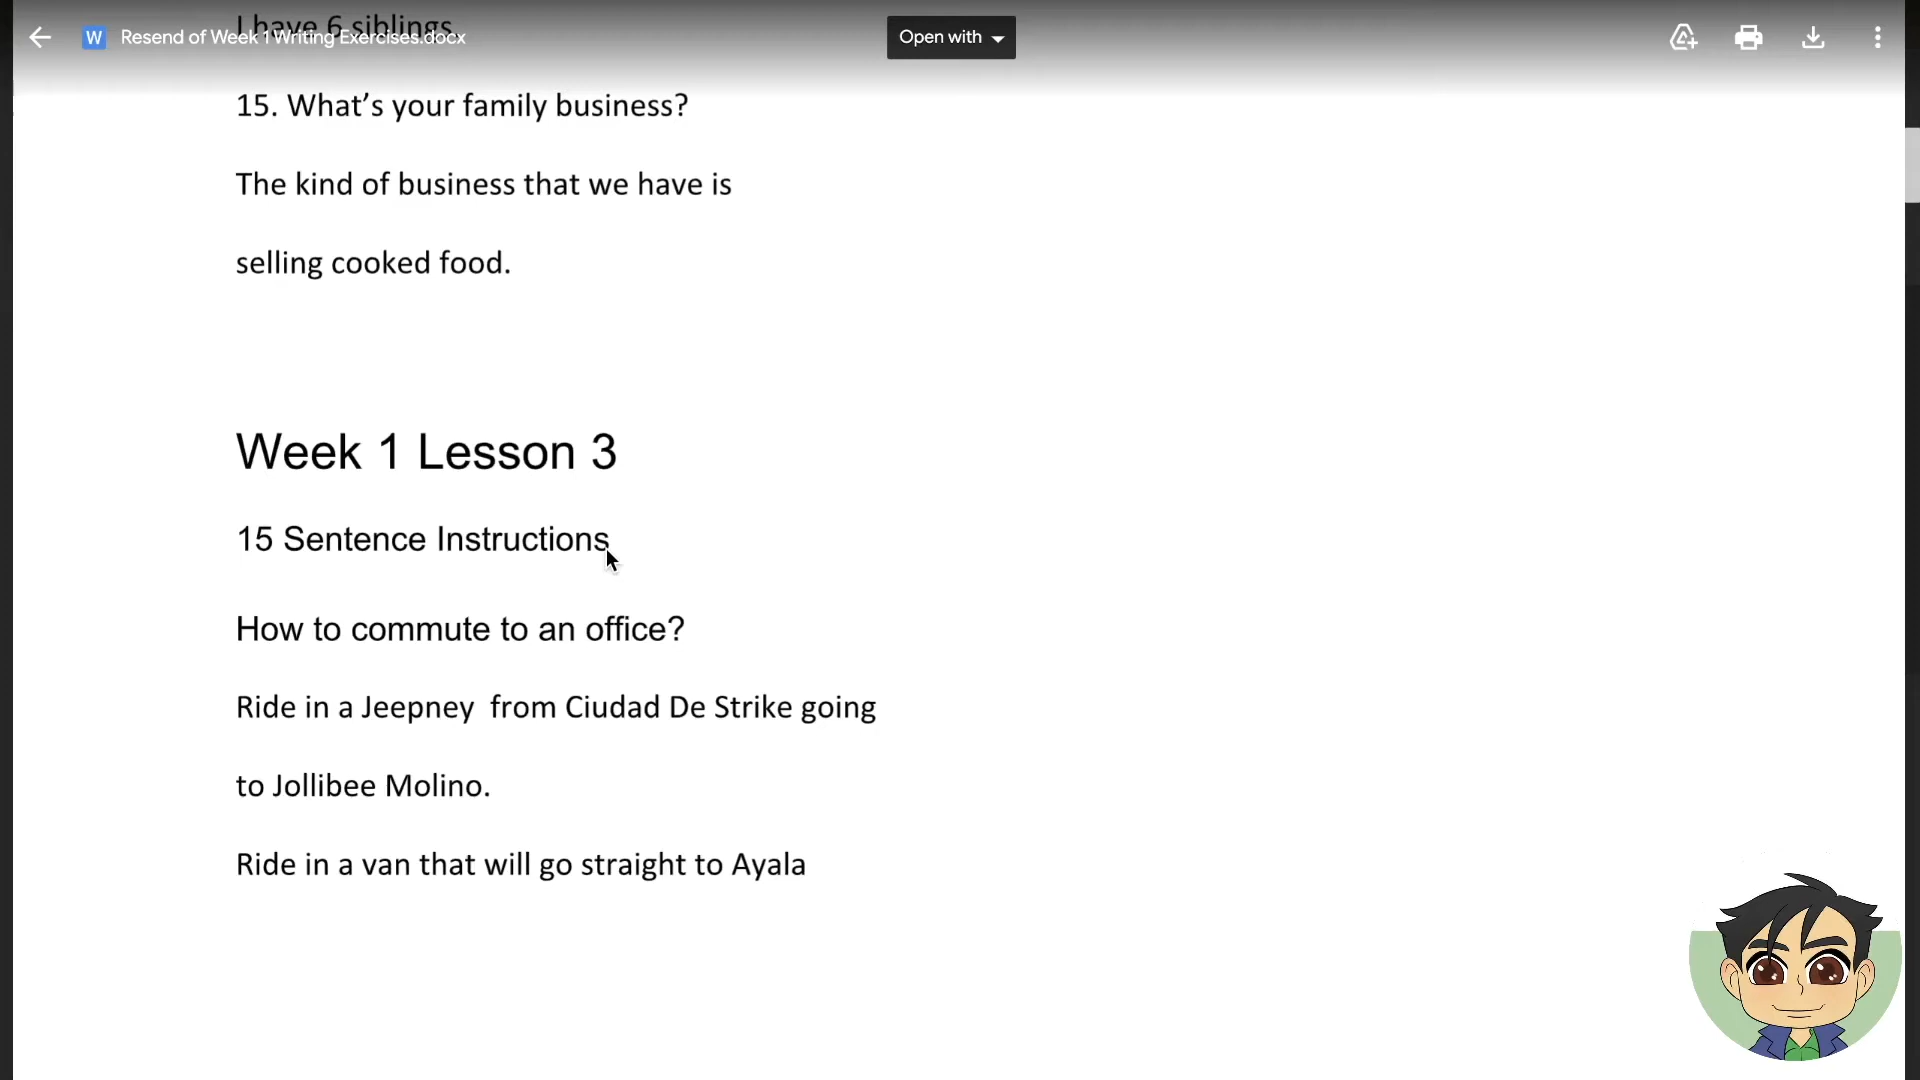 I have 6 siblings.
W Resend of Week 1 Writing Exercises.docx
Open with
15. What’s your family business?
The kind of business that we have is
selling cooked food.
Week 1 Lesson 3
15 Sentence Instructions
How to commute to an office?
Ride in a Jeepney  from Ciudad De Strike going
to Jollibee Molino.
Ride in a van that will go straight to Ayala